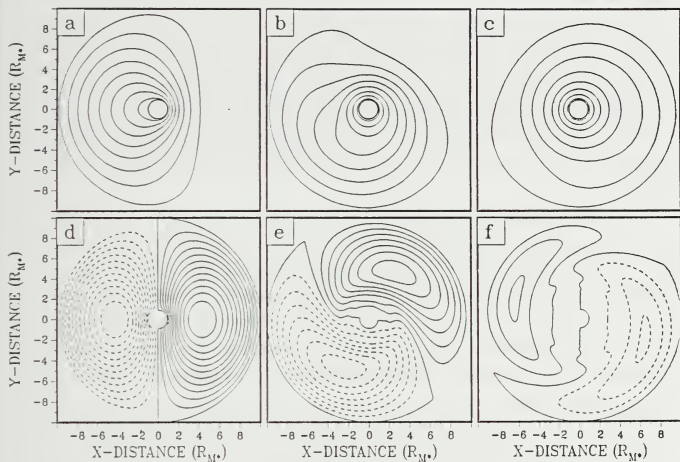 a
b
c
Y-DISTANCE (R_M•)
8
6
4
2
0
-2
-4
-6
-8
d
e
f
Y-DISTANCE (R_M•)
8
6
4
2
0
-2
-4
-6
-8
-8 -6 -4 -2 0 2 4 6 8
-8 -6 -4 -2 0 2 4 6 8
-8 -6 -4 -2 0 2 4 6 8
X-DISTANCE (R_M•)
X-DISTANCE (R_M•)
X-DISTANCE (R_M•)